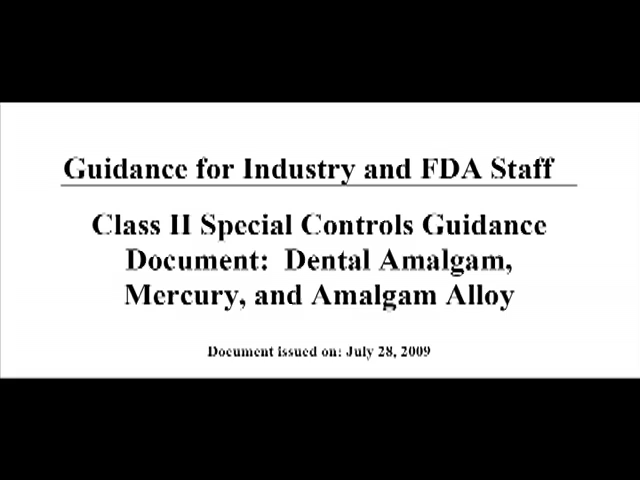 Guidance for Industry and FDA Staff
Class II Special Controls Guidance
Document:  Dental Amalgam,
Mercury, and Amalgam Alloy
Document issued on: July 28, 2009